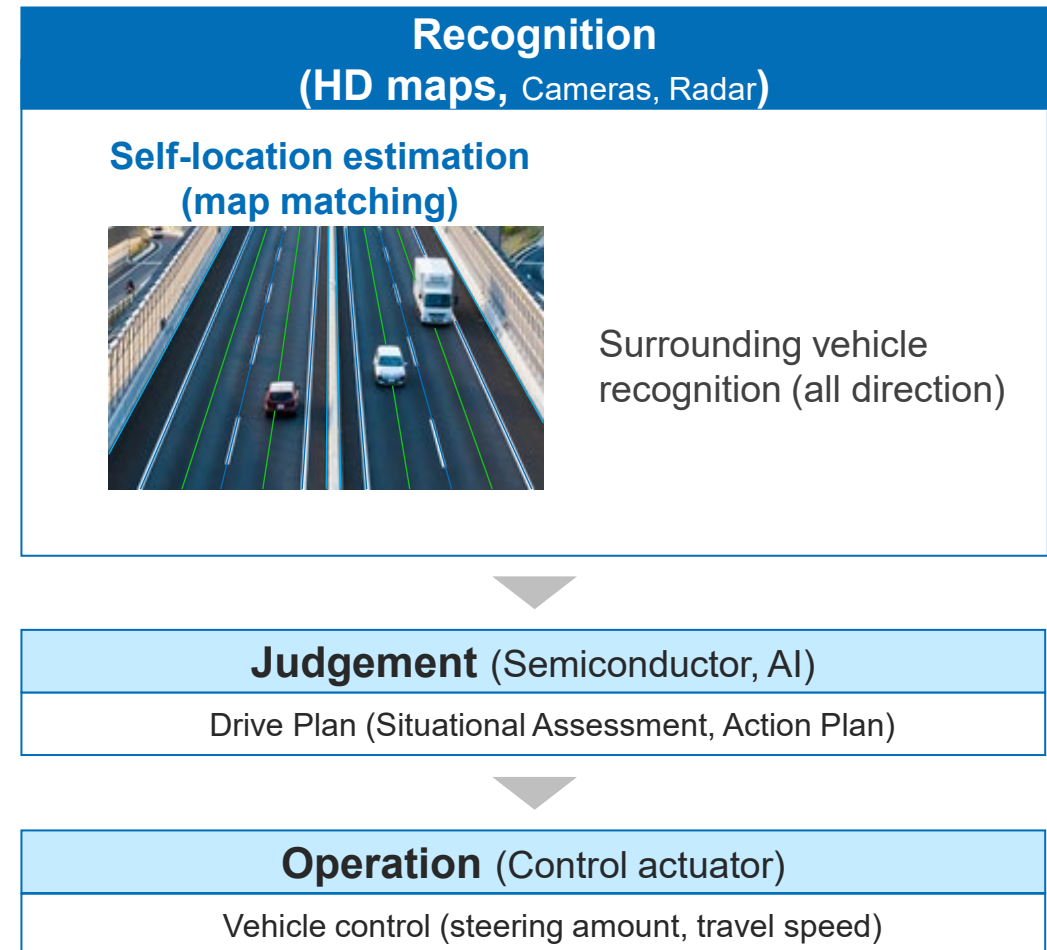 Recognition
(HD maps, Cameras, Radar)
Self-location estimation
(map matching)
Surrounding vehicle
recognition (all direction)
Judgement (Semiconductor, AI)
Drive Plan (Situational Assessment, Action Plan)
Operation (Control actuator)
Vehicle control (steering amount, travel speed)